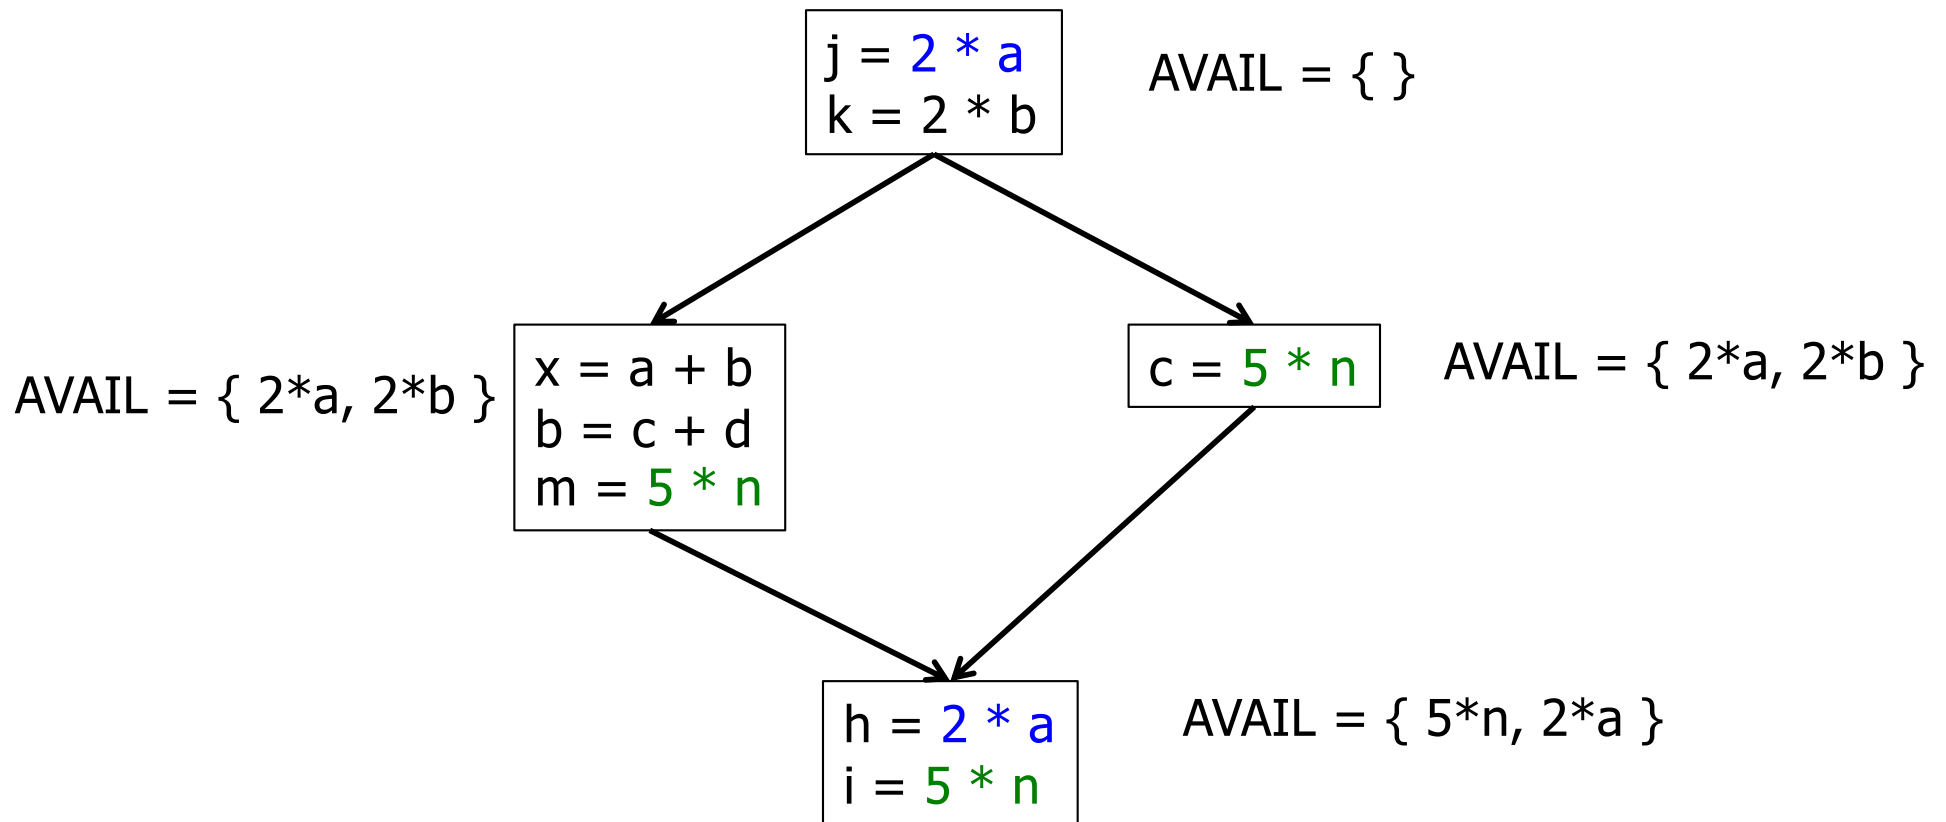 j = 2 * a
k = 2 * b
AVAIL = { }
AVAIL = { 2*a, 2*b }
x = a + b
b = c + d
m = 5 * n
c = 5 * n
AVAIL = { 2*a, 2*b }
h = 2 * a
i = 5 * n
AVAIL = { 5*n, 2*a }